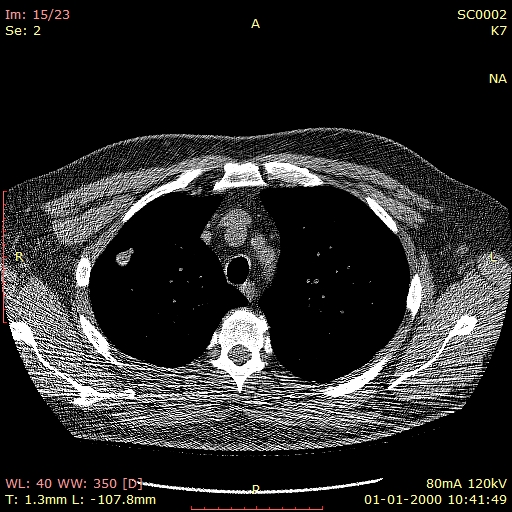 Im: 15/23
Se: 2
A
SC0002
K7
NA
R
L
WL: 40 WW: 350 [D]
T: 1.3mm L: -107.8mm
P
80mA 120kV
01-01-2000 10:41:49